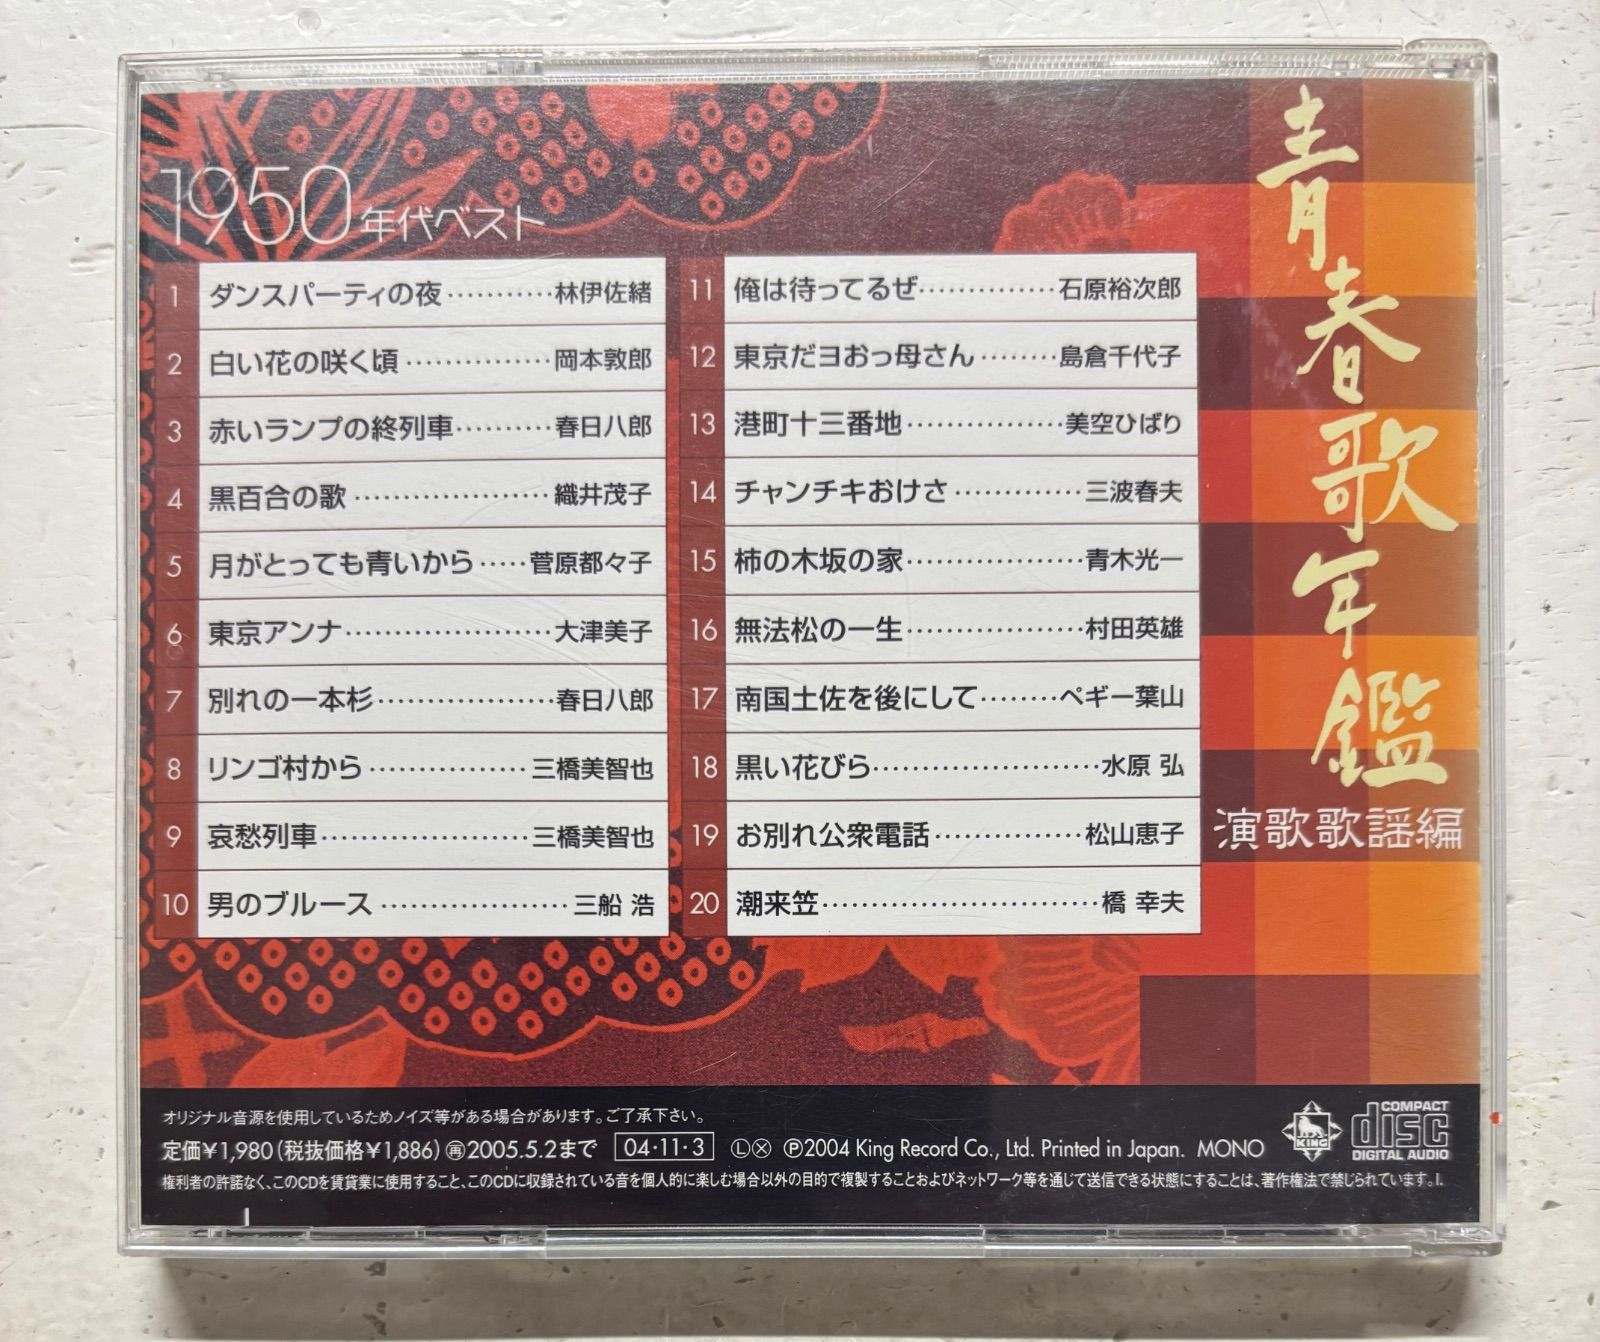 1950年代ベスト
1 ダンスパーティの夜…………林伊佐緒
2 白い花の咲く頃……………岡本敦郎
3 赤いランプの終列車…………春日八郎
4 黒百合の歌…………………織井茂子
5 月がとっても青いから……菅原都々子
6 東京アンナ…………………大津美子
7 別れの一本杉………………春日八郎
8 リンゴ村から………………三橋美智也
9 哀愁列車……………………三橋美智也
10 男のブルース…………………三船 浩
11 俺は待ってるぜ……………石原裕次郎
12 東京だヨおっ母さん………島倉千代子
13 港町十三番地………………美空ひばり
14 チャンチキおけさ……………三波春夫
15 柿の木坂の家………………青木光一
16 無法松の一生………………村田英雄
17 南国土佐を後にして………ペギー葉山
18 黒い花びら……………………水原 弘
19 お別れ公衆電話……………松山恵子
20 潮来笠…………………………橋 幸夫
青春歌年鑑
演歌歌謡編
オリジナル音源を使用しているためノイズ等がある場合があります。ご了承下さい。
定価¥1,980(税抜価格¥1,886)㊢2005.5.2まで 04・11・3 ⓁⓍ Ⓟ2004 King Record Co., Ltd. Printed in Japan. MONO
KING
COMPACT
disc
DIGITAL AUDIO
権利者の許諾なく、このCDを賃貸業に使用すること、このCDに収録されている音を個人的に楽しむ場合以外の目的で複製することおよびネットワーク等を通じて送信できる状態にすることは、著作権法で禁じられています。I.